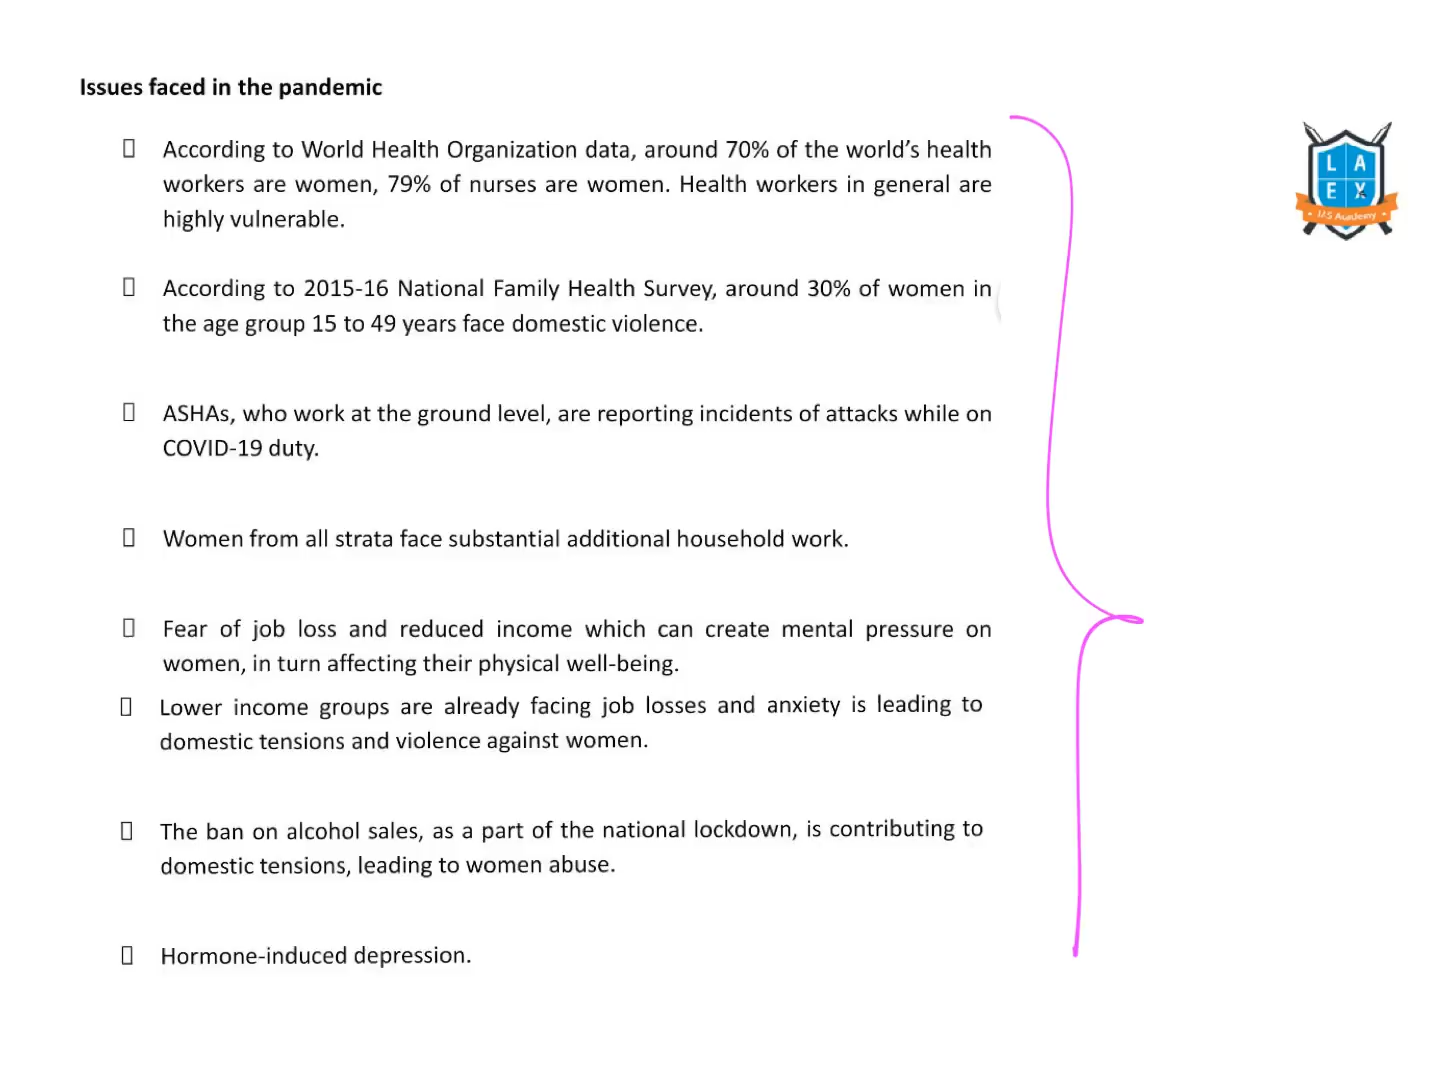 Issues faced in the pandemic
According to World Health Organization data, around 70% of the world's health
workers are women, 79% of nurses are women. Health workers in general are
highly vulnerable.
According to 2015-16 National Family Health Survey, around 30% of women in
the age group 15 to 49 years face domestic violence.
ASHAs, who work at the ground level, are reporting incidents of attacks while on
COVID-19 duty.
Women from all strata face substantial additional household work.
Fear of job loss and reduced income which can create mental pressure on
women, in turn affecting their physical well-being.
Lower income groups are already facing job losses and anxiety is leading to
domestic tensions and violence against women.
The ban on alcohol sales, as a part of the national lockdown, is contributing to
domestic tensions, leading to women abuse.
Hormone-induced depression.
L A
E X